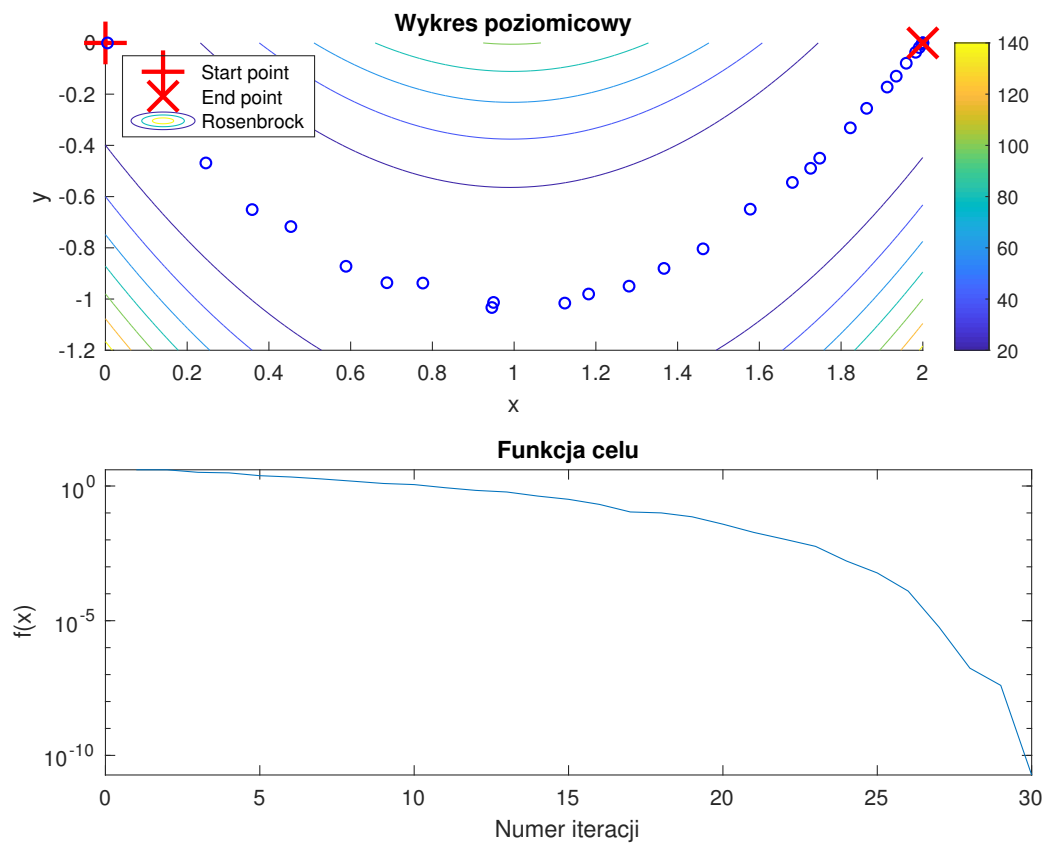 Wykres poziomicowy
0
-0.2
-0.4
-0.6
-0.8
-1
-1.2
y
Start point
End point
Rosenbrock
0 0.2 0.4 0.6 0.8 1 1.2 1.4 1.6 1.8 2
x
140
120
100
80
60
40
20
Funkcja celu
10^0
10^-5
10^-10
f(x)
0 5 10 15 20 25 30
Numer iteracji